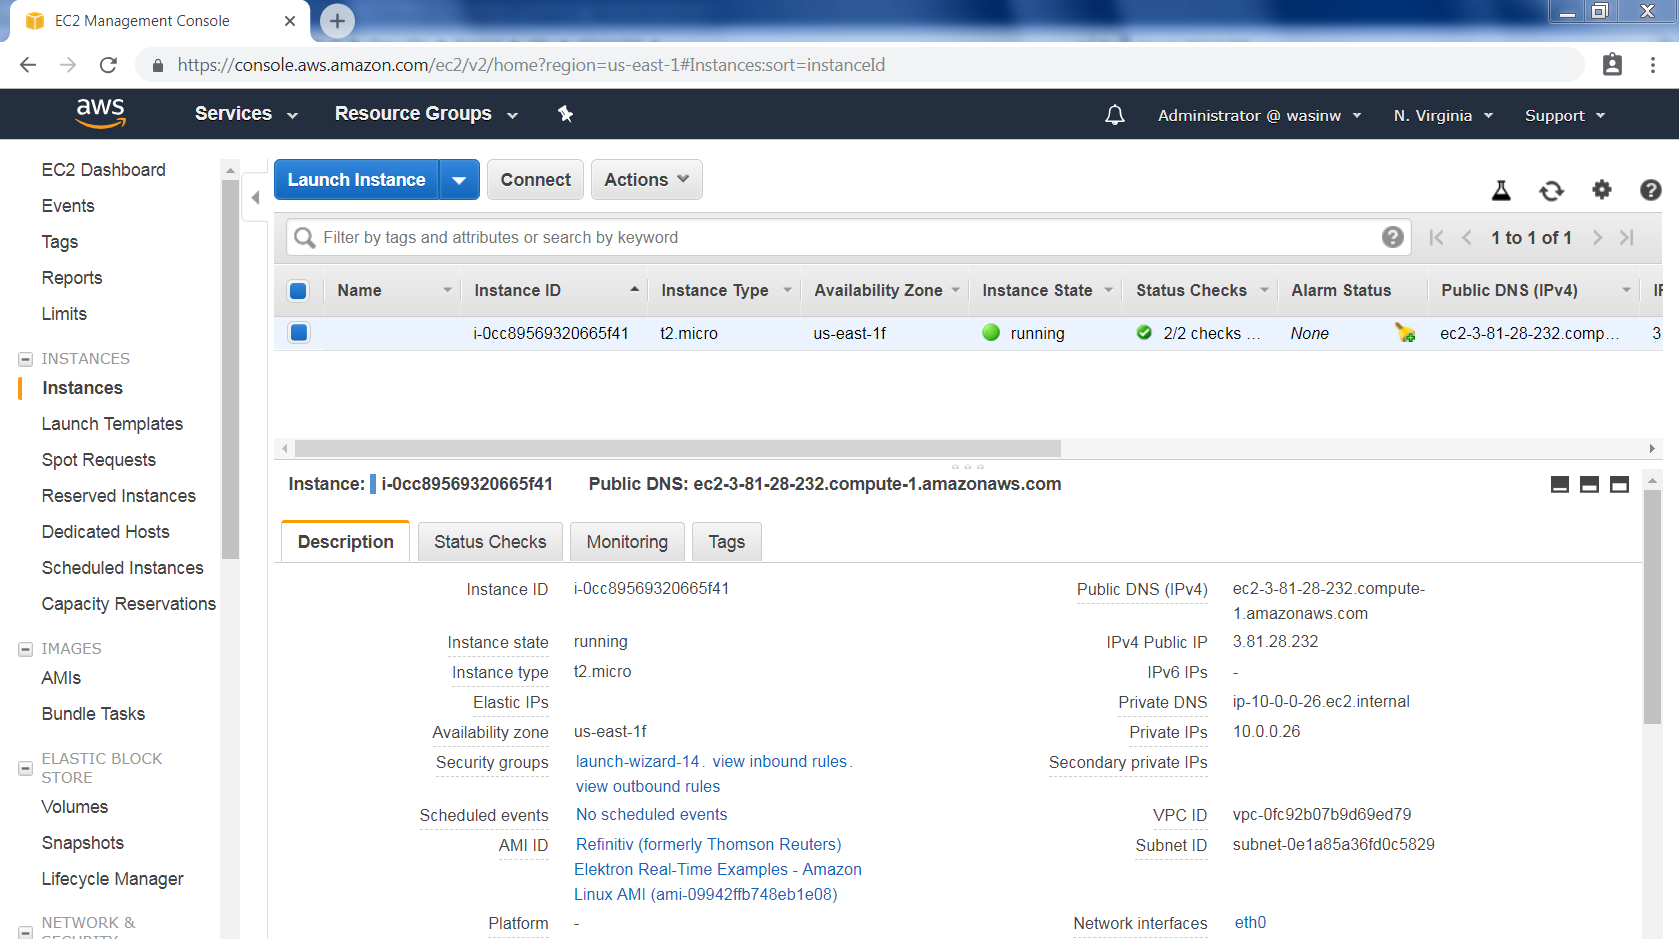 EC2 Management Console
https://console.aws.amazon.com/ec2/v2/home?region=us-east-1#Instances:sort=instanceId
aws
Services
Resource Groups
Administrator @ wasinw
N. Virginia
Support
EC2 Dashboard
Events
Tags
Reports
Limits
INSTANCES
Instances
Launch Templates
Spot Requests
Reserved Instances
Dedicated Hosts
Scheduled Instances
Capacity Reservations
IMAGES
AMIs
Bundle Tasks
ELASTIC BLOCK
STORE
Volumes
Snapshots
Lifecycle Manager
NETWORK &
SECURITY
Launch Instance
Connect
Actions
Filter by tags and attributes or search by keyword
1 to 1 of 1
Name Instance ID Instance Type Availability Zone Instance State Status Checks Alarm Status Public DNS (IPv4)
i-0cc89569320665f41 t2.micro us-east-1f running 2/2 checks ... None ec2-3-81-28-232.comp... 3.
Instance: i-0cc89569320665f41 Public DNS: ec2-3-81-28-232.compute-1.amazonaws.com
Description Status Checks Monitoring Tags
Instance ID i-0cc89569320665f41
Instance state running
Instance type t2.micro
Elastic IPs
Availability zone us-east-1f
Security groups launch-wizard-14. view inbound rules.
view outbound rules
Scheduled events No scheduled events
AMI ID Refinitiv (formerly Thomson Reuters)
Elektron Real-Time Examples - Amazon
Linux AMI (ami-09942ffb748eb1e08)
Platform -
Public DNS (IPv4) ec2-3-81-28-232.compute-
1.amazonaws.com
IPv4 Public IP 3.81.28.232
IPv6 IPs -
Private DNS ip-10-0-0-26.ec2.internal
Private IPs 10.0.0.26
Secondary private IPs
VPC ID vpc-0fc92b07b9d69ed79
Subnet ID subnet-0e1a85a36fd0c5829
Network interfaces eth0